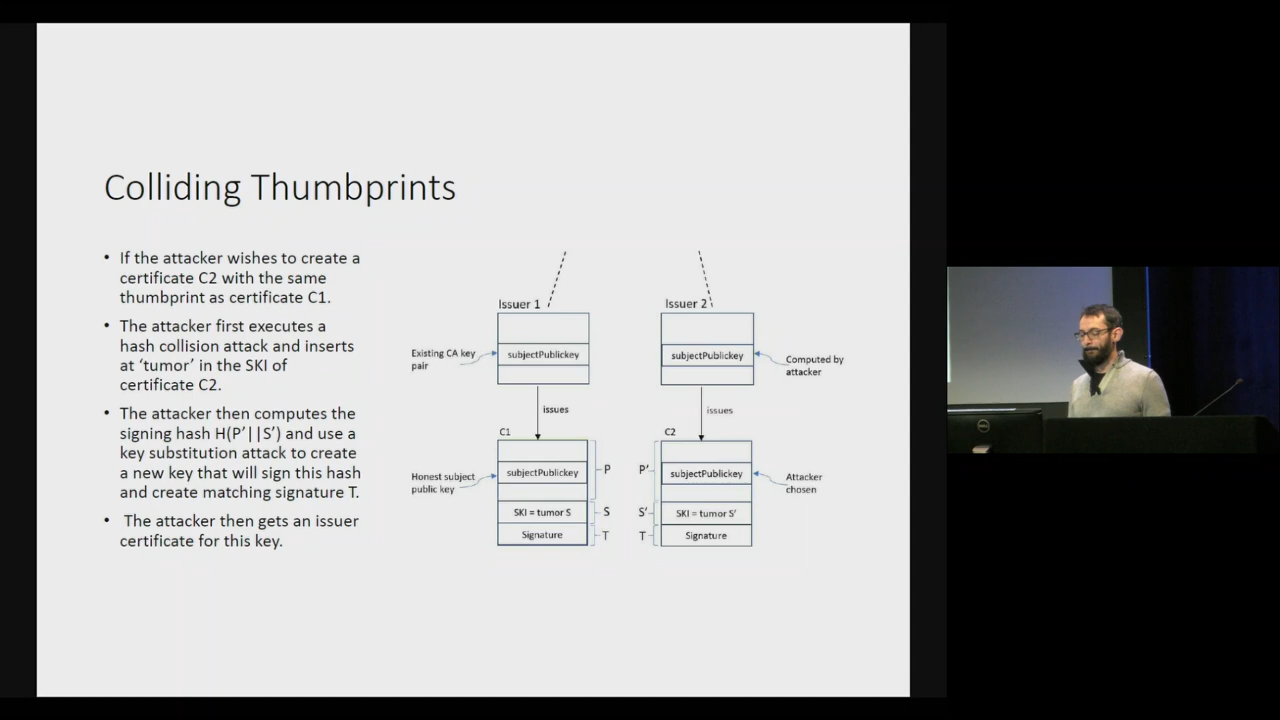 Colliding Thumbprints
• If the attacker wishes to create a
certificate C2 with the same
thumbprint as certificate C1.
• The attacker first executes a
hash collision attack and inserts
at ‘tumor’ in the SKI of
certificate C2.
• The attacker then computes the
signing hash H(P’||S’) and use a
key substitution attack to create
a new key that will sign this hash
and create matching signature T.
• The attacker then gets an issuer
certificate for this key.
Issuer 1
Existing CA key
pair
subjectPublickey
issues
C1
Honest subject
public key
subjectPublickey
P
SKI = tumor S
S
Signature
T
Issuer 2
subjectPublickey
Computed by
attacker
issues
C2
P’
subjectPublickey
Attacker
chosen
S’
SKI = tumor S’
T
Signature
DELL